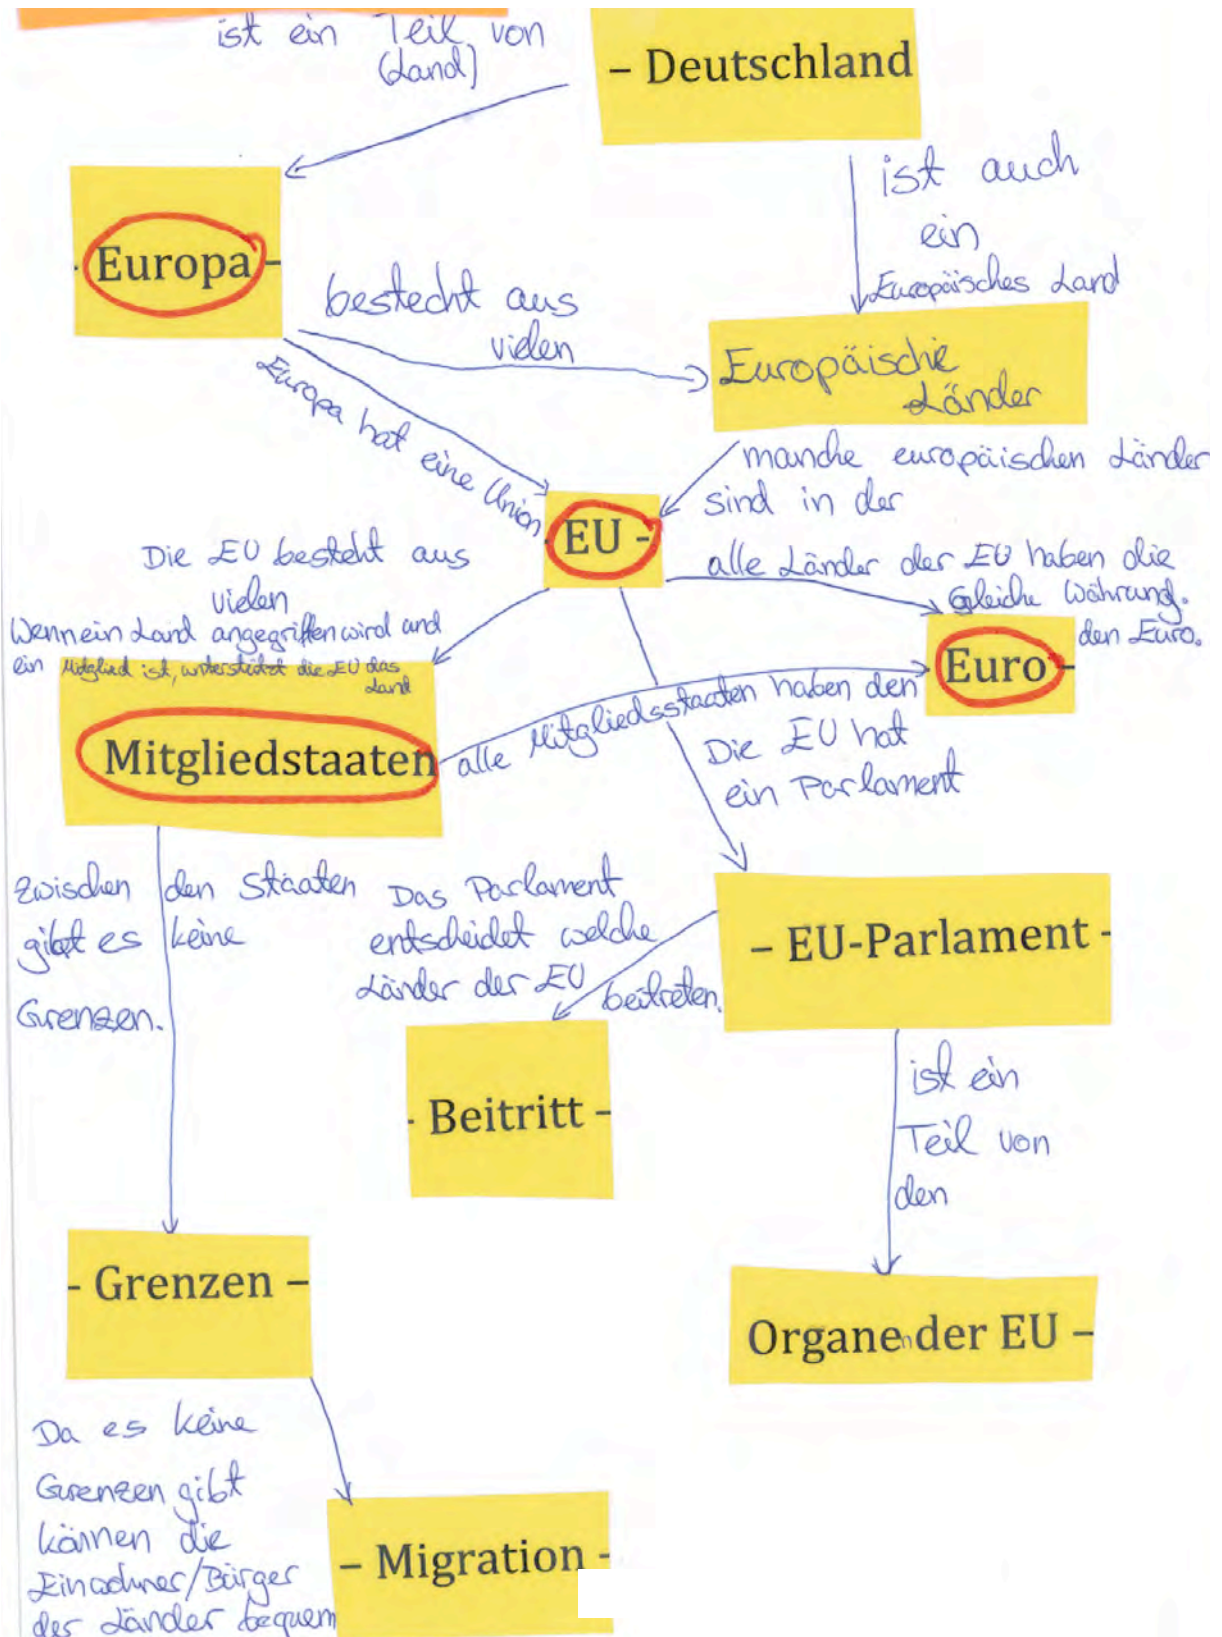 ist ein Teil von
(Land)
– Deutschland
ist auch
ein
Europäisches Land
- Europa -
bestecht aus
vielen
Europäische
Länder
Europa hat eine Union
manche europäischen Länder
sind in der
EU -
Die EU besteht aus
vielen
alle Länder der EU haben die
Gleiche Währung.
den Euro.
Wenn ein Land angegriffen wird und
ein Mitglied ist, unterstützt die EU das
Land
Euro -
Mitgliedstaaten
alle Mitgliedsstaaten haben den
Die EU hat
ein Parlament
zwischen den Staaten
gibt es keine
Grenzen.
Das Parlament
entscheidet welche
Länder der EU beitreten.
– EU-Parlament -
- Beitritt -
ist ein
Teil von
den
- Grenzen –
Organen der EU –
Da es keine
Grenzen gibt
können die
Einwohner/Bürger
der Länder bequem
– Migration -